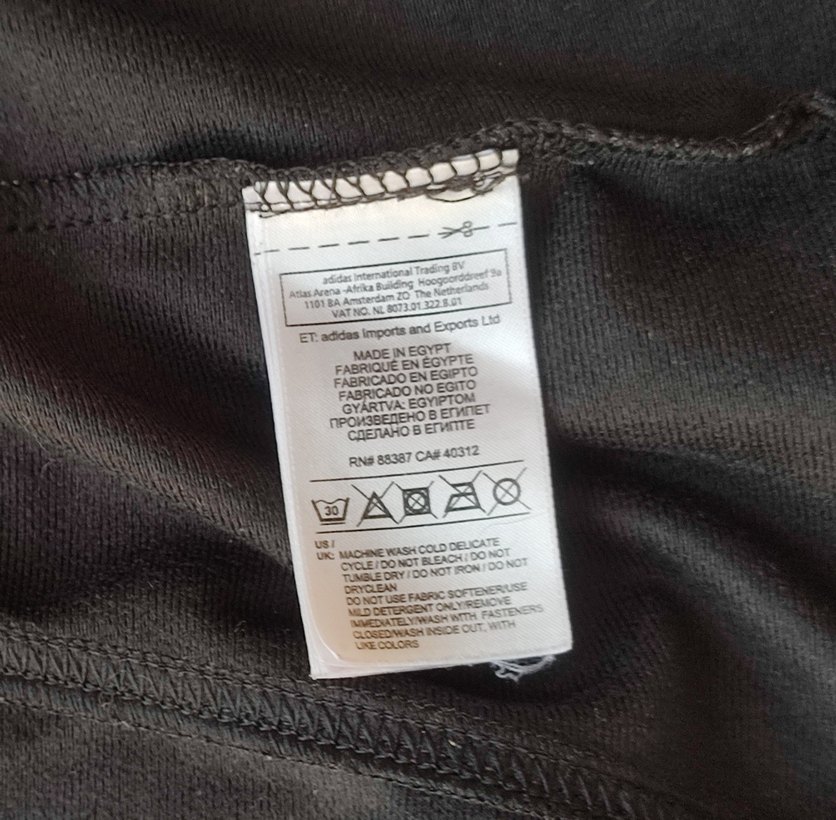 adidas International Trading BV
Atlas Arena -Afrika Building Hoogoorddreef 9a
1101 BA Amsterdam ZO The Netherlands
VAT NO. NL 8073.01.322.B.01
ET: adidas Imports and Exports Ltd
MADE IN EGYPT
FABRIQUÉ EN ÉGYPTE
FABRICADO EN EGIPTO
FABRICADO NO EGITO
GYÁRTVA: EGYIPTOM
ПРОИЗВЕДЕНО В ЕГИПЕТ
СДЕЛАНО В ЕГИПТЕ
RN# 88387 CA# 40312
30
US /
UK: MACHINE WASH COLD DELICATE
CYCLE / DO NOT BLEACH / DO NOT
TUMBLE DRY / DO NOT IRON / DO NOT
DRYCLEAN
DO NOT USE FABRIC SOFTENER/USE
MILD DETERGENT ONLY/REMOVE
IMMEDIATELY/WASH WITH FASTENERS
CLOSED/WASH INSIDE OUT, WITH
LIKE COLORS